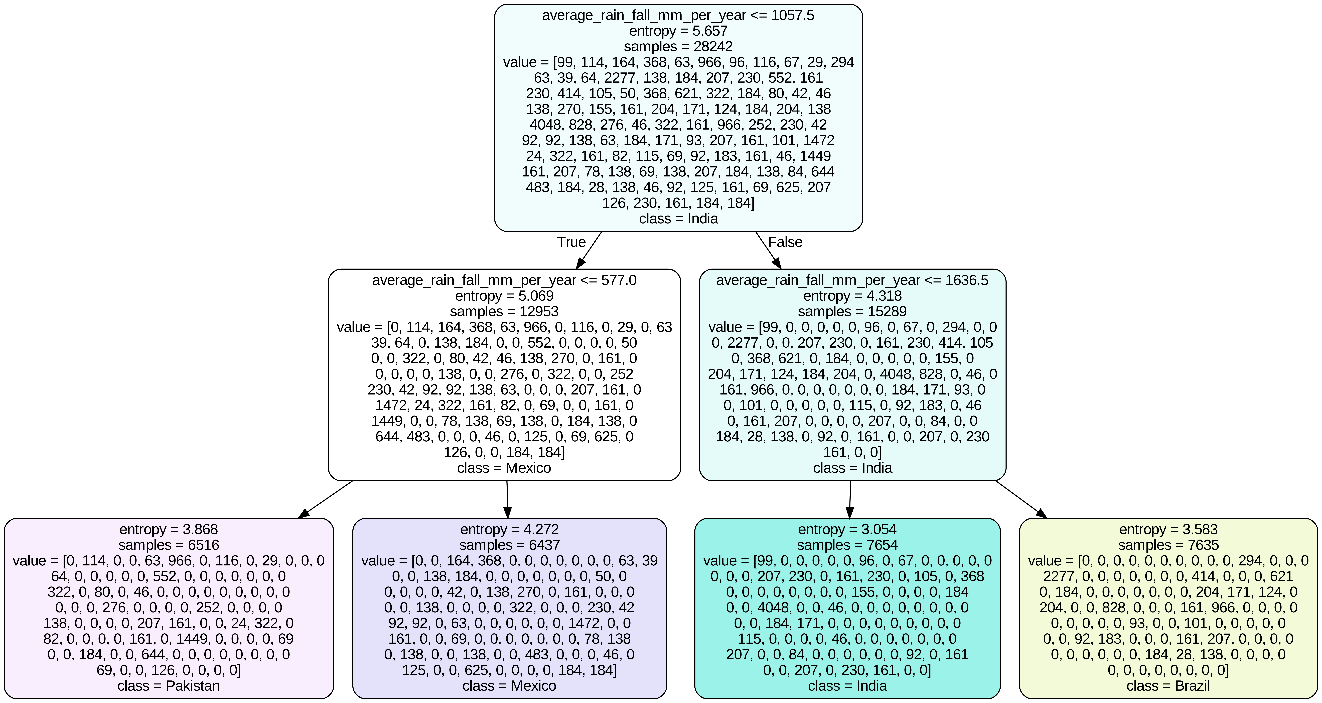 average_rain_fall_mm_per_year <= 1057.5
entropy = 5.657
samples = 28242
value = [99, 114, 164, 368, 63, 966, 96, 116, 67, 29, 294
63, 39, 64, 2277, 138, 184, 207, 230, 552, 161
230, 414, 105, 50, 368, 621, 322, 184, 80, 42, 46
138, 270, 155, 161, 204, 171, 124, 184, 204, 138
4048, 828, 276, 46, 322, 161, 966, 252, 230, 42
92, 92, 138, 63, 184, 171, 93, 207, 161, 101, 1472
24, 322, 161, 82, 115, 69, 92, 183, 161, 46, 1449
161, 207, 78, 138, 69, 138, 207, 184, 138, 84, 644
483, 184, 28, 138, 46, 92, 125, 161, 69, 625, 207
126, 230, 161, 184, 184]
class = India
True
False
average_rain_fall_mm_per_year <= 577.0
entropy = 5.069
samples = 12953
value = [0, 114, 164, 368, 63, 966, 0, 116, 0, 29, 0, 63
39, 64, 0, 138, 184, 0, 0, 552, 0, 0, 0, 0, 50
0, 0, 322, 0, 80, 42, 46, 138, 270, 0, 161, 0
0, 0, 0, 0, 138, 0, 0, 276, 0, 322, 0, 0, 252
230, 42, 92, 92, 138, 63, 0, 0, 0, 207, 161, 0
1472, 24, 322, 161, 82, 0, 69, 0, 0, 161, 0
1449, 0, 0, 78, 138, 69, 138, 0, 184, 138, 0
644, 483, 0, 0, 0, 46, 0, 125, 0, 69, 625, 0
126, 0, 0, 184, 184]
class = Mexico
average_rain_fall_mm_per_year <= 1636.5
entropy = 4.318
samples = 15289
value = [99, 0, 0, 0, 0, 0, 96, 0, 67, 0, 294, 0, 0
0, 2277, 0, 0, 207, 230, 0, 161, 230, 414, 105
0, 368, 621, 0, 184, 0, 0, 0, 0, 0, 155, 0
204, 171, 124, 184, 204, 0, 4048, 828, 0, 46, 0
161, 966, 0, 0, 0, 0, 0, 0, 184, 171, 93, 0
0, 101, 0, 0, 0, 0, 0, 115, 0, 92, 183, 0, 46
0, 161, 207, 0, 0, 0, 0, 207, 0, 0, 84, 0, 0
184, 28, 138, 0, 92, 0, 161, 0, 0, 207, 0, 230
161, 0, 0]
class = India
entropy = 3.868
samples = 6516
value = [0, 114, 0, 0, 63, 966, 0, 116, 0, 29, 0, 0, 0
64, 0, 0, 0, 0, 0, 552, 0, 0, 0, 0, 0, 0, 0
322, 0, 80, 0, 46, 0, 0, 0, 0, 0, 0, 0, 0, 0
0, 0, 0, 276, 0, 0, 0, 0, 252, 0, 0, 0, 0
138, 0, 0, 0, 0, 207, 161, 0, 0, 24, 322, 0
82, 0, 0, 0, 0, 161, 0, 1449, 0, 0, 0, 0, 69
0, 0, 184, 0, 0, 644, 0, 0, 0, 0, 0, 0, 0, 0
69, 0, 0, 126, 0, 0, 0, 0]
class = Pakistan
entropy = 4.272
samples = 6437
value = [0, 0, 164, 368, 0, 0, 0, 0, 0, 0, 0, 63, 39
0, 0, 138, 184, 0, 0, 0, 0, 0, 0, 0, 50, 0
0, 0, 0, 0, 42, 0, 138, 270, 0, 161, 0, 0, 0
0, 0, 138, 0, 0, 0, 0, 322, 0, 0, 0, 230, 42
92, 92, 0, 63, 0, 0, 0, 0, 0, 0, 1472, 0, 0
161, 0, 0, 69, 0, 0, 0, 0, 0, 0, 0, 78, 138
0, 138, 0, 0, 138, 0, 0, 483, 0, 0, 0, 46, 0
125, 0, 0, 625, 0, 0, 0, 0, 184, 184]
class = Mexico
entropy = 3.054
samples = 7654
value = [99, 0, 0, 0, 0, 0, 96, 0, 67, 0, 0, 0, 0
0, 0, 0, 0, 207, 230, 0, 161, 230, 0, 105, 0, 368
0, 0, 0, 0, 0, 0, 0, 0, 155, 0, 0, 0, 0, 184
0, 0, 4048, 0, 0, 46, 0, 0, 0, 0, 0, 0, 0, 0
0, 0, 184, 171, 0, 0, 0, 0, 0, 0, 0, 0, 0
115, 0, 0, 0, 0, 46, 0, 0, 0, 0, 0, 0, 0
207, 0, 0, 84, 0, 0, 0, 0, 0, 0, 92, 0, 161
0, 0, 207, 0, 230, 161, 0, 0]
class = India
entropy = 3.583
samples = 7635
value = [0, 0, 0, 0, 0, 0, 0, 0, 0, 0, 294, 0, 0, 0
2277, 0, 0, 0, 0, 0, 0, 0, 414, 0, 0, 0, 621
0, 184, 0, 0, 0, 0, 0, 0, 0, 204, 171, 124, 0
204, 0, 0, 828, 0, 0, 0, 161, 966, 0, 0, 0, 0
0, 0, 0, 0, 0, 93, 0, 0, 101, 0, 0, 0, 0, 0
0, 0, 92, 183, 0, 0, 0, 161, 207, 0, 0, 0, 0
0, 0, 0, 0, 0, 0, 184, 28, 138, 0, 0, 0, 0
0, 0, 0, 0, 0, 0, 0, 0]
class = Brazil